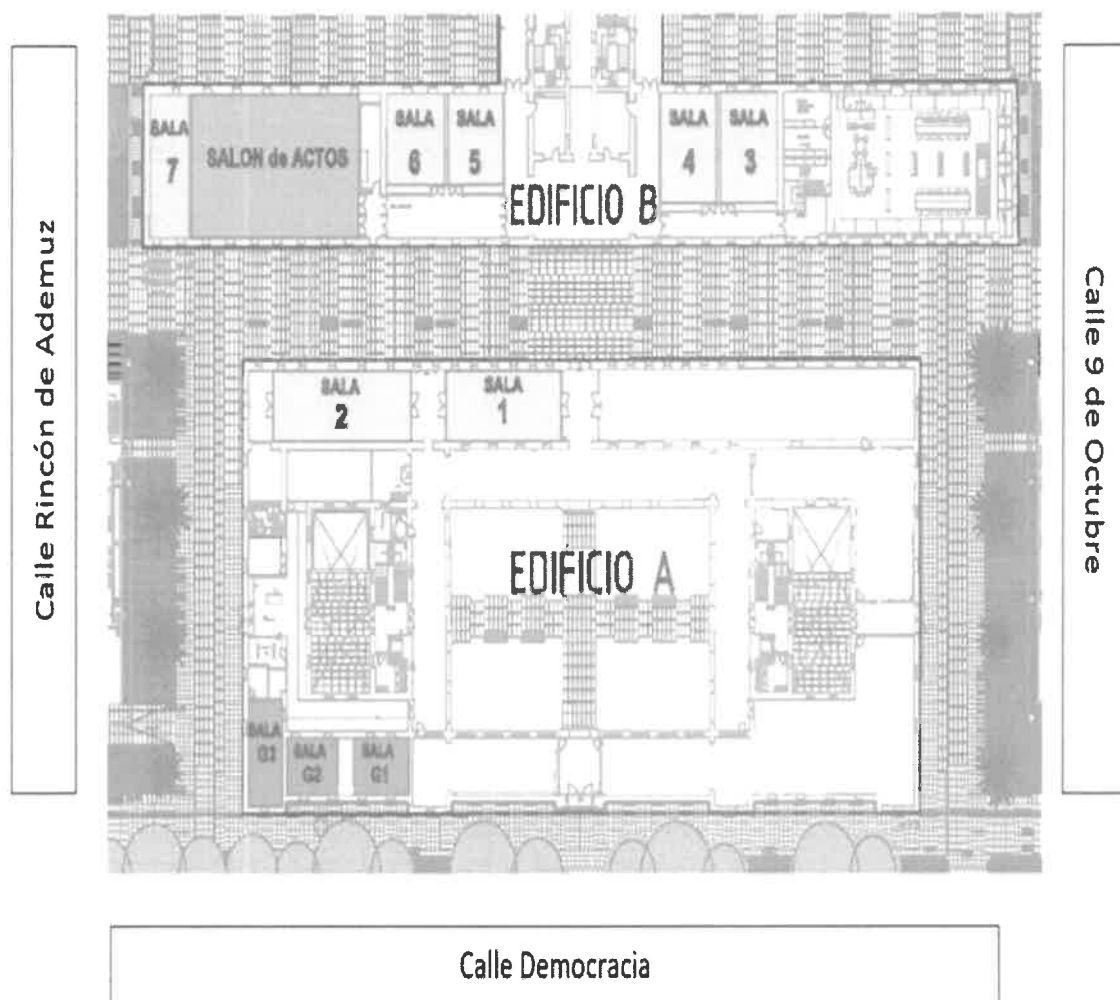 Calle Rincón de Ademuz
SALA
7
SALON de ACTOS
SALA
6
SALA
5
SALA
4
SALA
3
EDIFICIO B
SALA
2
SALA
1
EDIFICIO A
SALA
G3
SALA
G2
SALA
G1
Calle 9 de Octubre
Calle Democracia